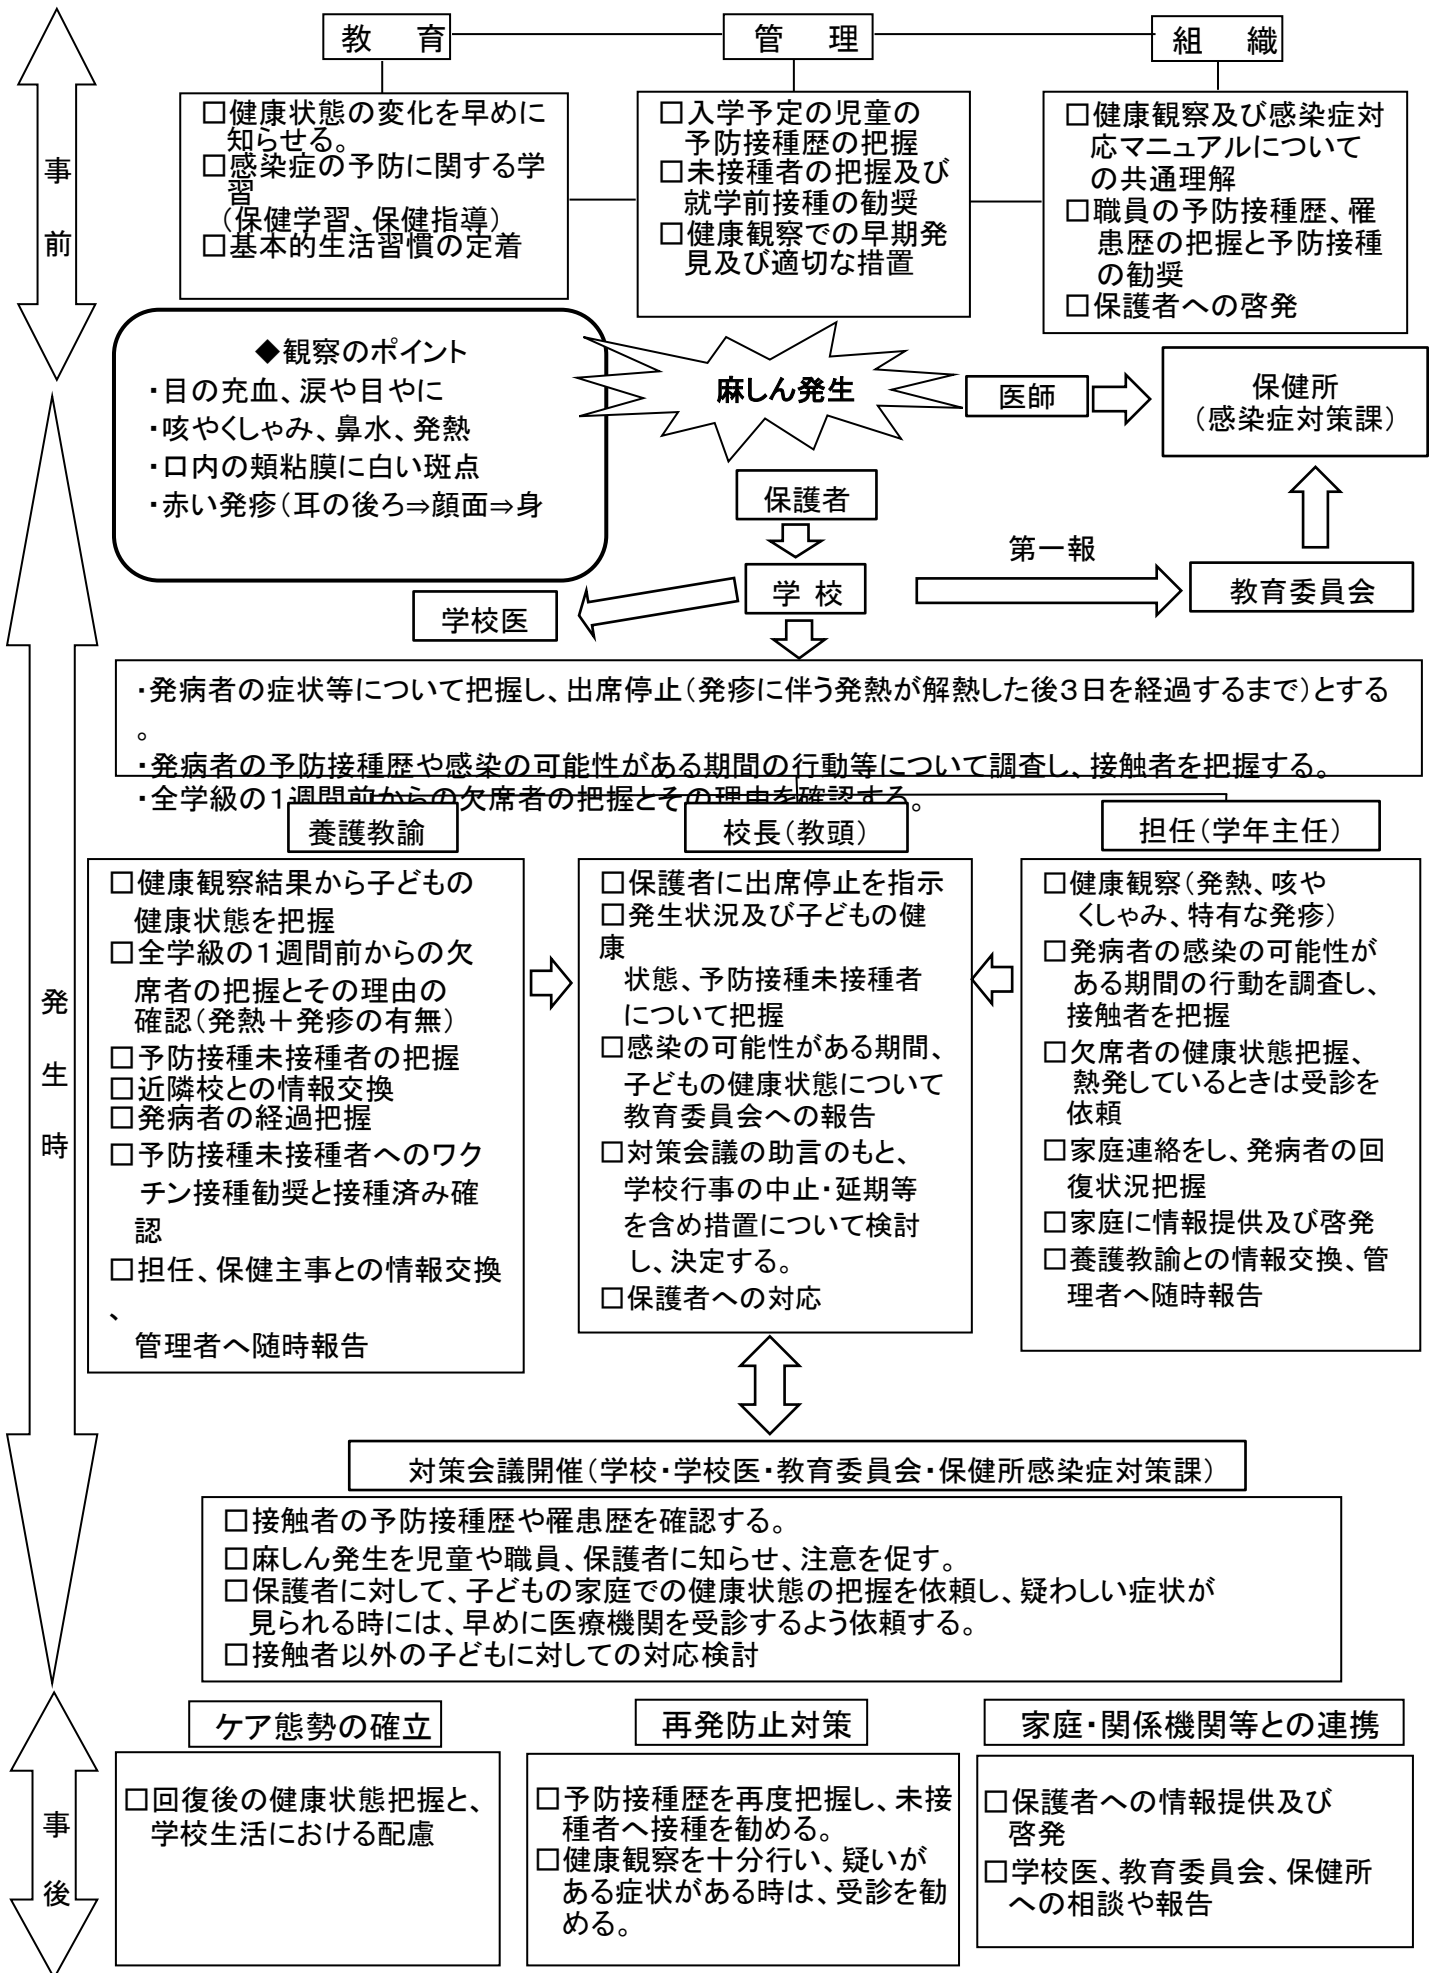 教　育
管　理
組　織
事
前
□健康状態の変化を早めに
知らせる。
□感染症の予防に関する学
習
（保健学習、保健指導）
□基本的生活習慣の定着
□入学予定の児童の
予防接種歴の把握
□未接種者の把握及び
就学前接種の勧奨
□健康観察での早期発
見及び適切な措置
□健康観察及び感染症対
応マニュアルについて
の共通理解
□職員の予防接種歴、罹
患歴の把握と予防接種
の勧奨
□保護者への啓発
◆観察のポイント
・目の充血、涙や目やに
・咳やくしゃみ、鼻水、発熱
・口内の頬粘膜に白い斑点
・赤い発疹（耳の後ろ⇒顔面⇒身
麻しん発生
医師
保健所
（感染症対策課）
保護者
第一報
学 校
教育委員会
学校医
・発病者の症状等について把握し、出席停止（発疹に伴う発熱が解熱した後３日を経過するまで）とする
。
・発病者の予防接種歴や感染の可能性がある期間の行動等について調査し、接触者を把握する。
・全学級の１週間前からの欠席者の把握とその理由を確認する。
発
生
時
養護教諭
□健康観察結果から子どもの
健康状態を把握
□全学級の１週間前からの欠
席者の把握とその理由の
確認（発熱＋発疹の有無）
□予防接種未接種者の把握
□近隣校との情報交換
□発病者の経過把握
□予防接種未接種者へのワク
チン接種勧奨と接種済み確
認
□担任、保健主事との情報交換
、
管理者へ随時報告
校長（教頭）
□保護者に出席停止を指示
□発生状況及び子どもの健
康
状態、予防接種未接種者
について把握
□感染の可能性がある期間、
子どもの健康状態について
教育委員会への報告
□対策会議の助言のもと、
学校行事の中止・延期等
を含め措置について検討
し、決定する。
□保護者への対応
担任（学年主任）
□健康観察（発熱、咳や
くしゃみ、特有な発疹）
□発病者の感染の可能性が
ある期間の行動を調査し、
接触者を把握
□欠席者の健康状態把握、
熱発しているときは受診を
依頼
□家庭連絡をし、発病者の回
復状況把握
□家庭に情報提供及び啓発
□養護教諭との情報交換、管
理者へ随時報告
対策会議開催（学校・学校医・教育委員会・保健所感染症対策課）
□接触者の予防接種歴や罹患歴を確認する。
□麻しん発生を児童や職員、保護者に知らせ、注意を促す。
□保護者に対して、子どもの家庭での健康状態の把握を依頼し、疑わしい症状が
見られる時には、早めに医療機関を受診するよう依頼する。
□接触者以外の子どもに対しての対応検討
事
後
ケア態勢の確立
□回復後の健康状態把握と、
学校生活における配慮
再発防止対策
□予防接種歴を再度把握し、未接
種者へ接種を勧める。
□健康観察を十分行い、疑いが
ある症状がある時は、受診を勧
める。
家庭・関係機関等との連携
□保護者への情報提供及び
啓発
□学校医、教育委員会、保健所
への相談や報告